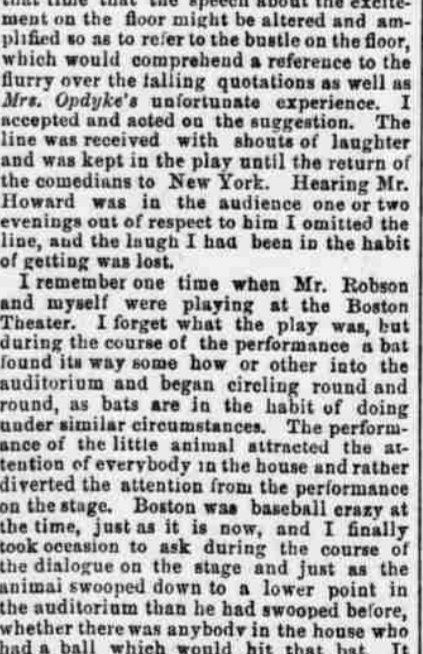 that time that the speech about the excite-
ment on the floor might be altered and am-
plified so as to refer to the bustle on the floor,
which would comprehend a reference to the
flurry over the falling quotations as well as
Mrs. Opdyke's unfortunate experience. I
accepted and acted on the suggestion. The
line was received with shouts of laughter
and was kept in the play until the return of
the comedians to New York. Hearing Mr.
Howard was in the audience one or two
evenings out of respect to him I omitted the
line, and the laugh I had been in the habit
of getting was lost.
I remember one time when Mr. Robson
and myself were playing at the Boston
Theater. I forget what the play was, but
during the course of the performance a bat
found its way some how or other into the
auditorium and began circling round and
round, as bats are in the habit of doing
under similar circumstances. The perform-
ance of the little animal attracted the at-
tention of everybody in the house and rather
diverted the attention from the performance
on the stage. Boston was baseball crazy at
the time, just as it is now, and I finally
took occasion to ask during the course of
the dialogue on the stage and just as the
animal swooped down to a lower point in
the auditorium than he had swooped before,
whether there was anybody in the house who
had a ball which would hit that bat. It